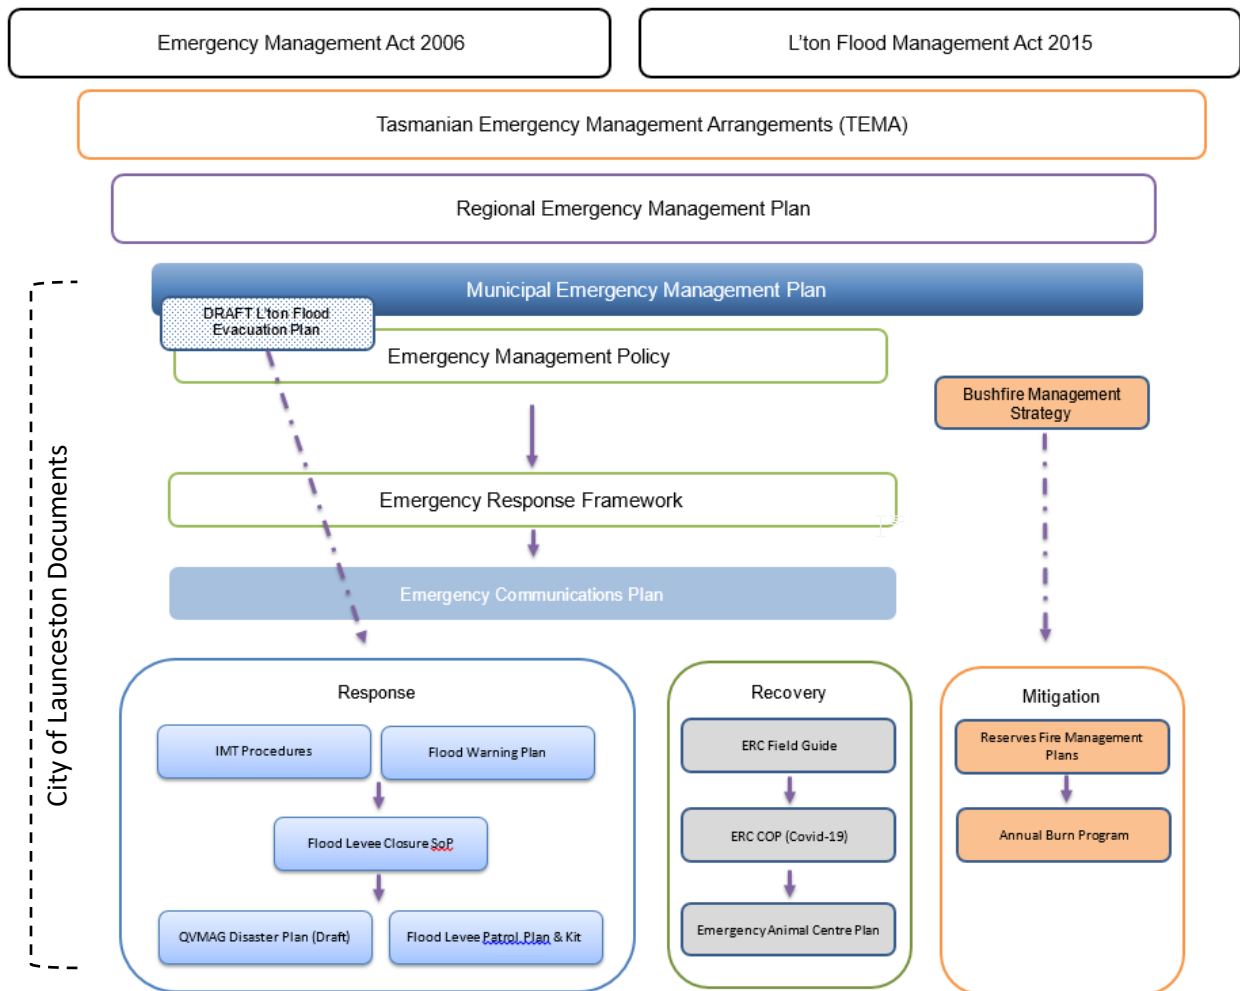 Emergency Management Act 2006
L'ton Flood Management Act 2015
Tasmanian Emergency Management Arrangements (TEMA)
Regional Emergency Management Plan
Municipal Emergency Management Plan
DRAFT L'ton Flood
Evacuation Plan
Emergency Management Policy
Bushfire Management
Strategy
Emergency Response Framework
Emergency Communications Plan
City of Launceston Documents
Response
IMT Procedures
Flood Warning Plan
Flood Levee Closure SoP
QVMAG Disaster Plan (Draft)
Flood Levee Patrol Plan & Kit
Recovery
ERC Field Guide
ERC COP (Covid-19)
Emergency Animal Centre Plan
Mitigation
Reserves Fire Management
Plans
Annual Burn Program